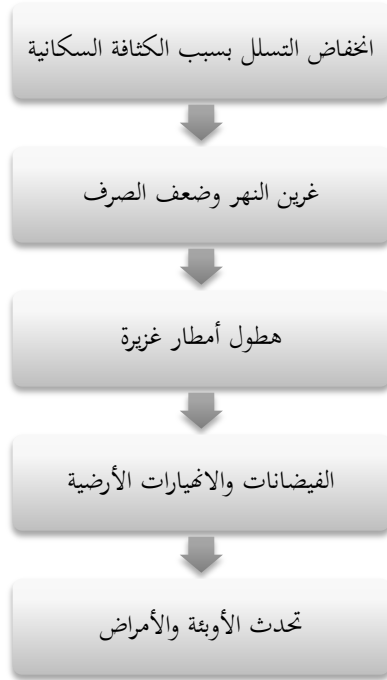 انخفاض التسلل بسبب الكثافة السكانية
غرين النهر وضعف الصرف
هطول أمطار غزيرة
الفيضانات والانهيارات الأرضية
تحدث الأوبئة والأمراض